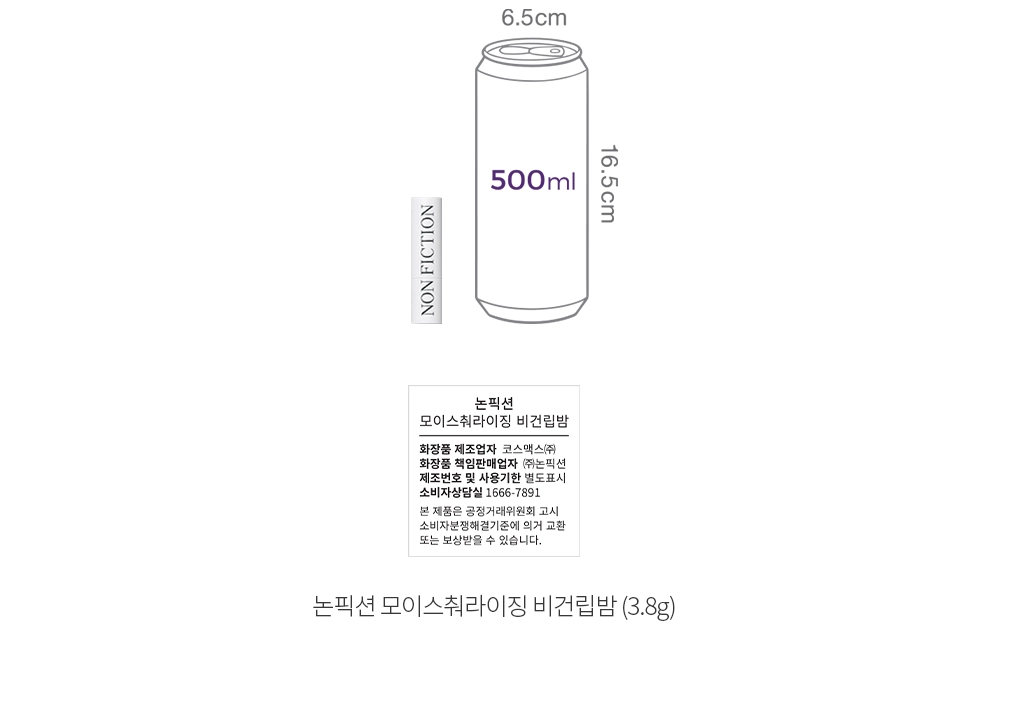 6.5cm
500ml
16.5cm
NON FICTION
논픽션
모이스춰라이징 비건립밤
화장품 제조업자 코스맥스㈜
화장품 책임판매업자 ㈜논픽션
제조번호 및 사용기한 별도표시
소비자상담실 1666-7891
본 제품은 공정거래위원회 고시
소비자분쟁해결기준에 의거 교환
또는 보상받을 수 있습니다.
논픽션 모이스춰라이징 비건립밤 (3.8g)